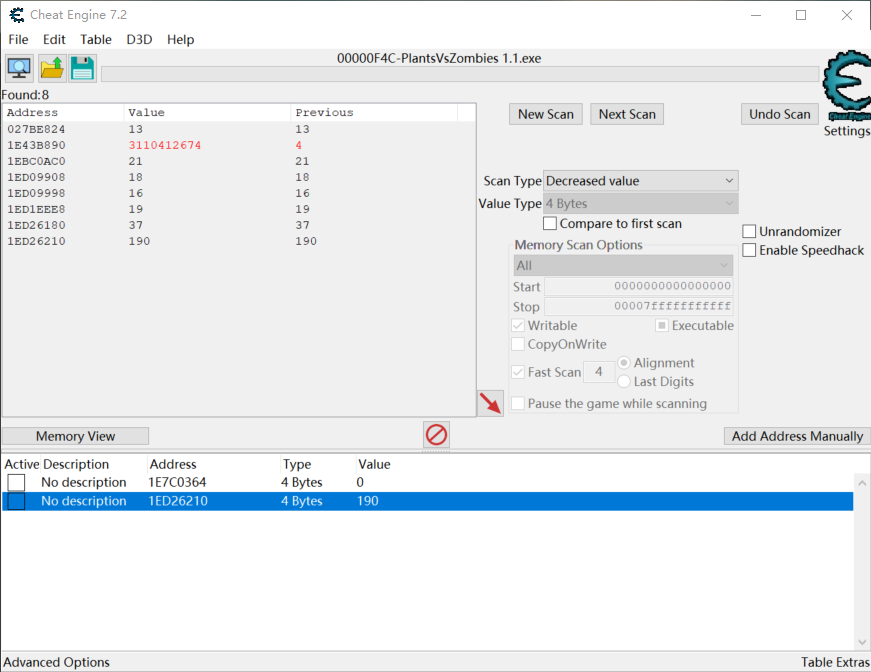 Cheat Engine 7.2
File Edit Table D3D Help
00000F4C-PlantsVsZombies 1.1.exe
Found:8
Address Value Previous
027BE824 13 13
1E43B890 3110412674 4
1EBC0AC0 21 21
1ED09908 18 18
1ED09998 16 16
1ED1EEE8 19 19
1ED26180 37 37
1ED26210 190 190
New Scan Next Scan Undo Scan
Cheat Engine
Settings
Scan Type Decreased value
Value Type 4 Bytes
Compare to first scan
Memory Scan Options
All
Start 0000000000000000
Stop 00007fffffffffff
Writable Executable
CopyOnWrite
Fast Scan 4 Alignment
Last Digits
Pause the game while scanning
Unrandomizer
Enable Speedhack
Memory View Add Address Manually
Active Description Address Type Value
No description 1E7C0364 4 Bytes 0
No description 1ED26210 4 Bytes 190
Advanced Options Table Extras